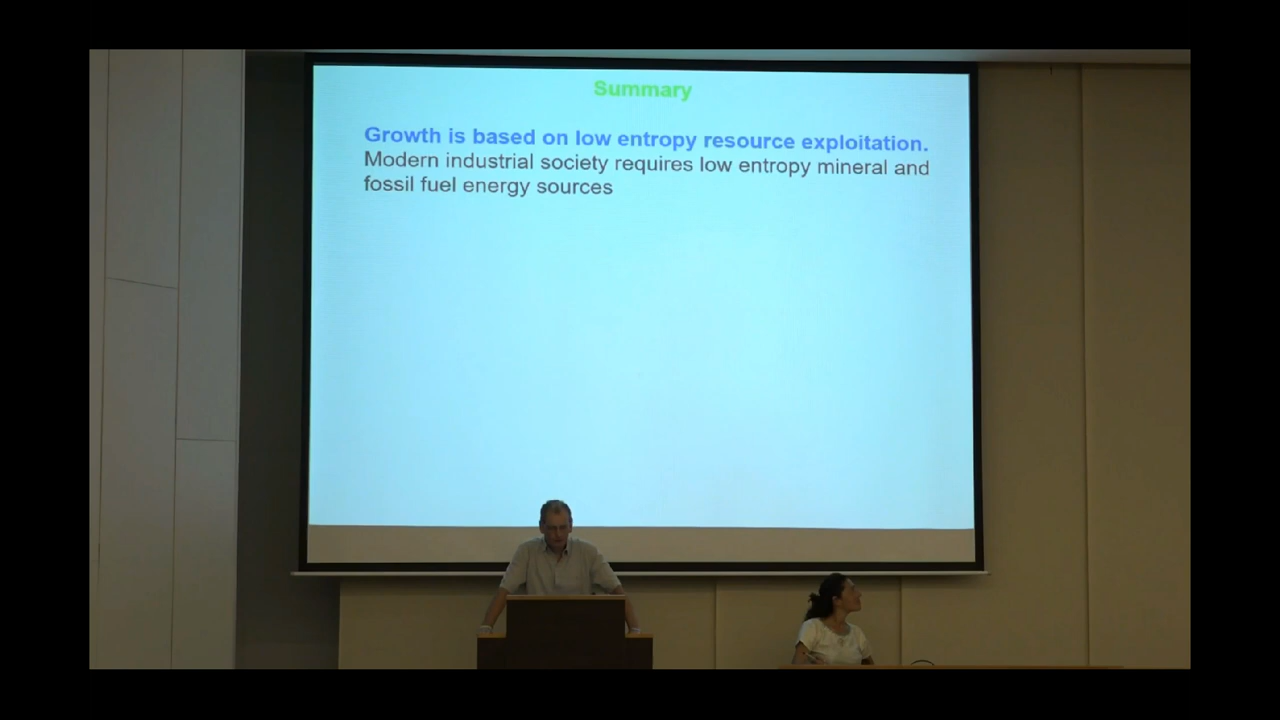 Summary
Growth is based on low entropy resource exploitation.
Modern industrial society requires low entropy mineral and
fossil fuel energy sources